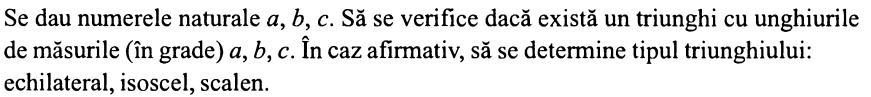 Se dau numerele naturale a, b, c. Să se verifice dacă există un triunghi cu unghiurile
de măsurile (în grade) a, b, c. În caz afirmativ, să se determine tipul triunghiului:
echilateral, isoscel, scalen.